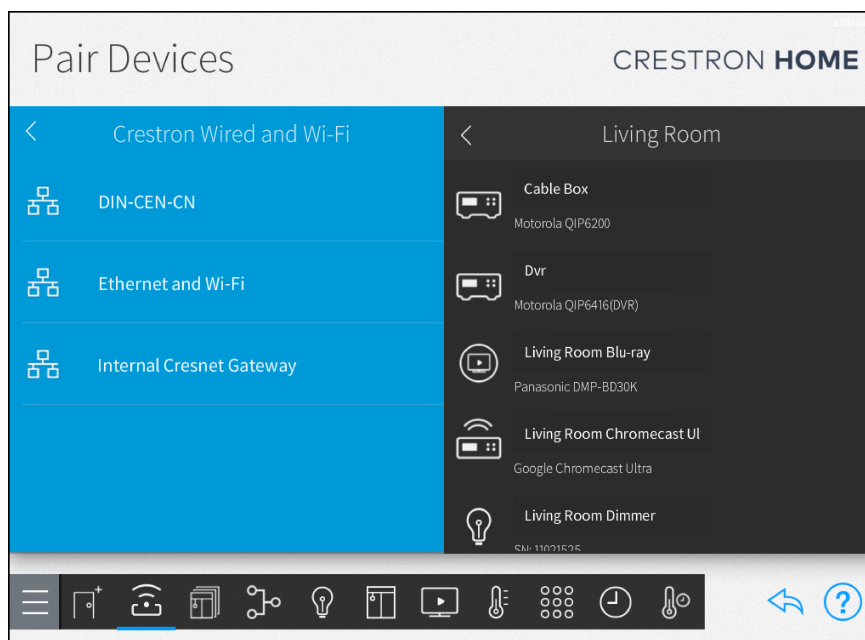 Pair Devices
CRESTRON HOME
Crestron Wired and Wi-Fi
Living Room
DIN-CEN-CN
Ethernet and Wi-Fi
Internal Cresnet Gateway
Cable Box
Motorola QIP6200
Dvr
Motorola QIP6416(DVR)
Living Room Blu-ray
Panasonic DMP-BD30K
Living Room Chromecast Ul
Google Chromecast Ultra
Living Room Dimmer
SN: 11021525
?